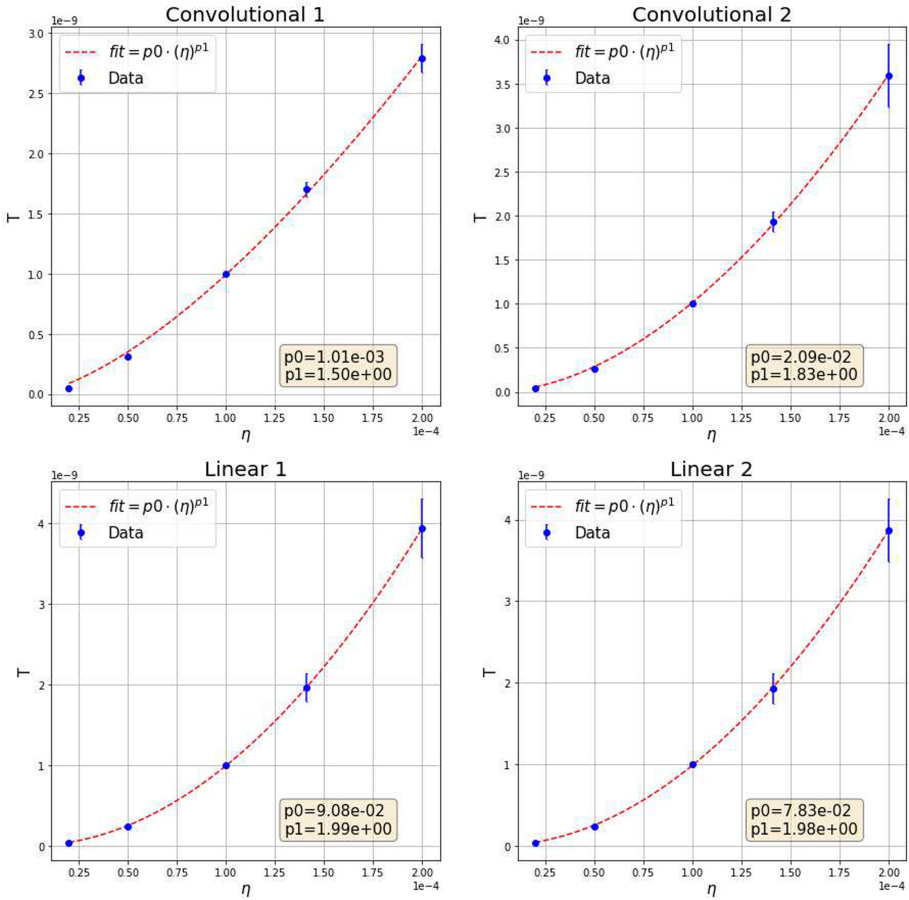 Convolutional 1
1e−9
fit = p0 · (η)^p1
Data
T
3.0
2.5
2.0
1.5
1.0
0.5
0.0
p0=1.01e-03
p1=1.50e+00
0.25 0.50 0.75 1.00 1.25 1.50 1.75 2.00
1e−4
η
Convolutional 2
1e−9
fit = p0 · (η)^p1
Data
T
4.0
3.5
3.0
2.5
2.0
1.5
1.0
0.5
0.0
p0=2.09e-02
p1=1.83e+00
0.25 0.50 0.75 1.00 1.25 1.50 1.75 2.00
1e−4
η
Linear 1
1e−9
fit = p0 · (η)^p1
Data
T
4
3
2
1
0
p0=9.08e-02
p1=1.99e+00
0.25 0.50 0.75 1.00 1.25 1.50 1.75 2.00
1e−4
η
Linear 2
1e−9
fit = p0 · (η)^p1
Data
T
4
3
2
1
0
p0=7.83e-02
p1=1.98e+00
0.25 0.50 0.75 1.00 1.25 1.50 1.75 2.00
1e−4
η